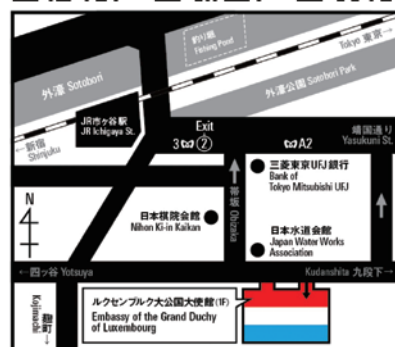 釣り堀
Fishing Pond
Tokyo 東京→
外濠 Sotobori
外濠公園 Sotobori Park
JR市ヶ谷駅
JR Ichigaya St.
←新宿
Shinjuku
Exit
3 ②
A2
靖国通り
Yasukuni St.
三菱東京UFJ銀行
Bank of
Tokyo Mitsubishi UFJ
帯坂 Obizaka
N
日本棋院会館
Nihon Ki-in Kaikan
日本水道会館
Japan Water Works
Association
←四ッ谷 Yotsuya
Kudanshita 九段下→
麹町→
Kojimachi
ルクセンブルク大公国大使館(1F)
Embassy of the Grand Duchy
of Luxembourg